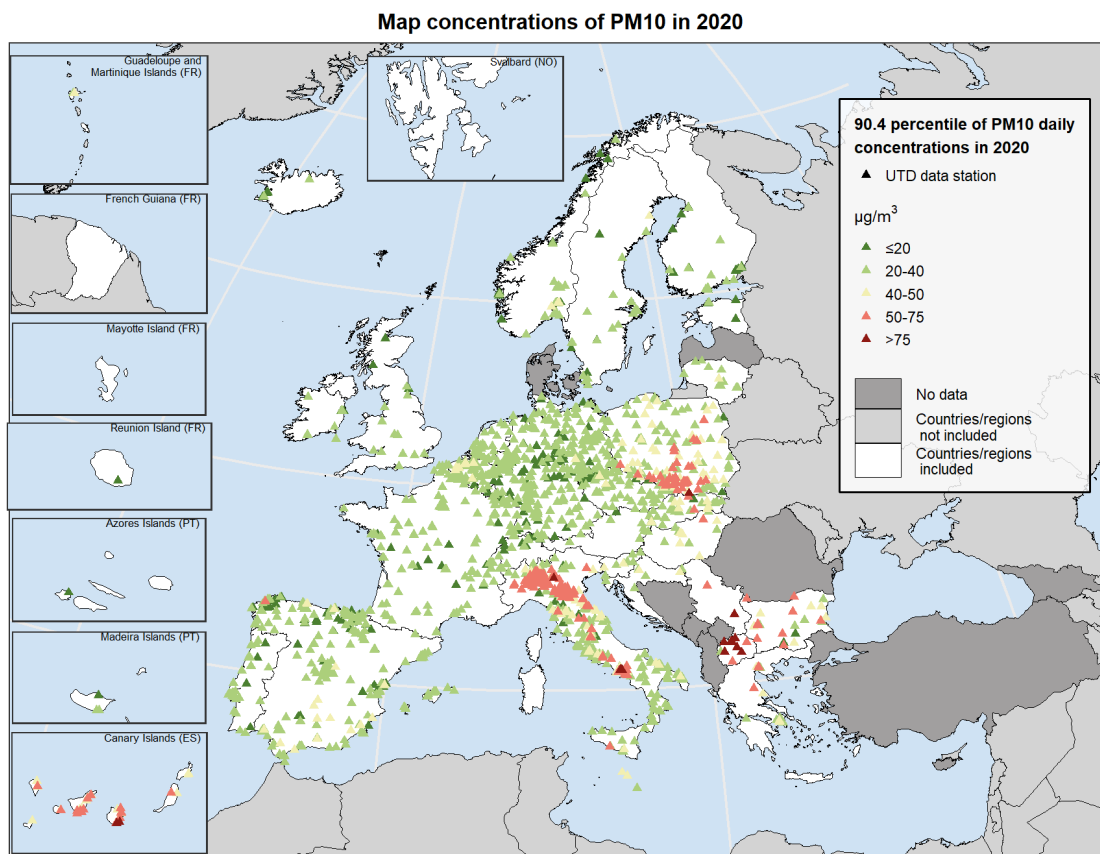 Map concentrations of PM10 in 2020
Guadeloupe and
Martinique Islands (FR)
Svalbard (NO)
French Guiana (FR)
Mayotte Island (FR)
Reunion Island (FR)
Azores Islands (PT)
Madeira Islands (PT)
Canary Islands (ES)
90.4 percentile of PM10 daily
concentrations in 2020
UTD data station
µg/m³
≤20
20-40
40-50
50-75
>75
No data
Countries/regions
not included
Countries/regions
included